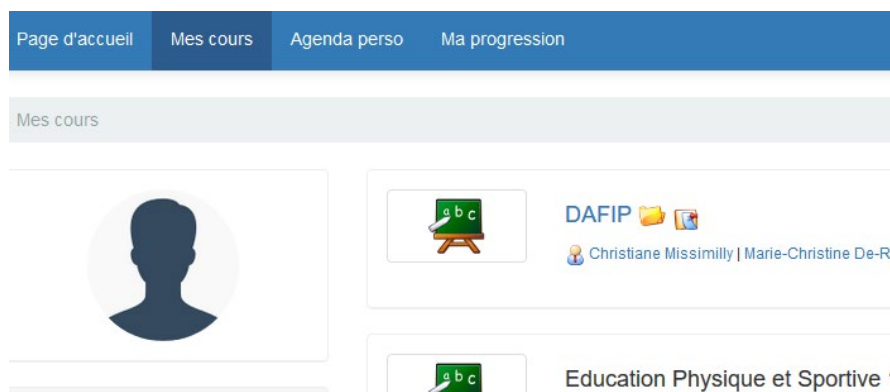 Page d'accueil Mes cours Agenda perso Ma progression
Mes cours
abc
DAFIP
Christiane Missimilly | Marie-Christine De-R
abc
Education Physique et Sportive